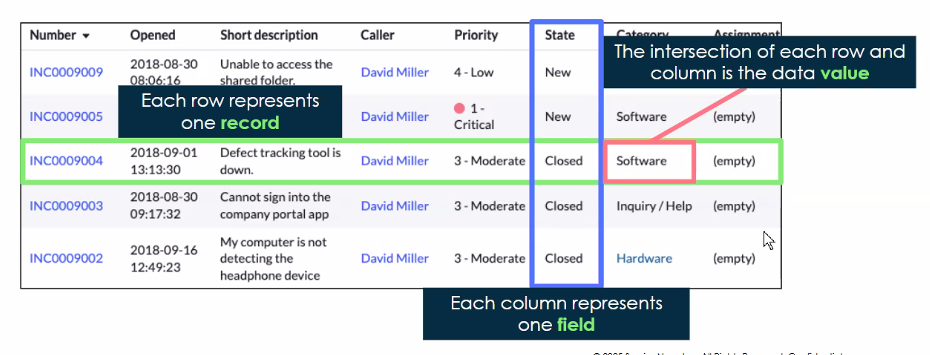 Number Opened Short description Caller Priority State Category Assignment
The intersection of each row and
column is the data value
INC0009009 2018-08-30 08:06:16 Unable to access the shared folder. David Miller 4 - Low New
Each row represents
one record
INC0009005 David Miller 1 - Critical New Software (empty)
INC0009004 2018-09-01 13:13:30 Defect tracking tool is down. David Miller 3 - Moderate Closed Software (empty)
INC0009003 2018-08-30 09:17:32 Cannot sign into the company portal app David Miller 3 - Moderate Closed Inquiry / Help (empty)
INC0009002 2018-09-16 12:49:23 My computer is not detecting the headphone device David Miller 3 - Moderate Closed Hardware (empty)
Each column represents
one field